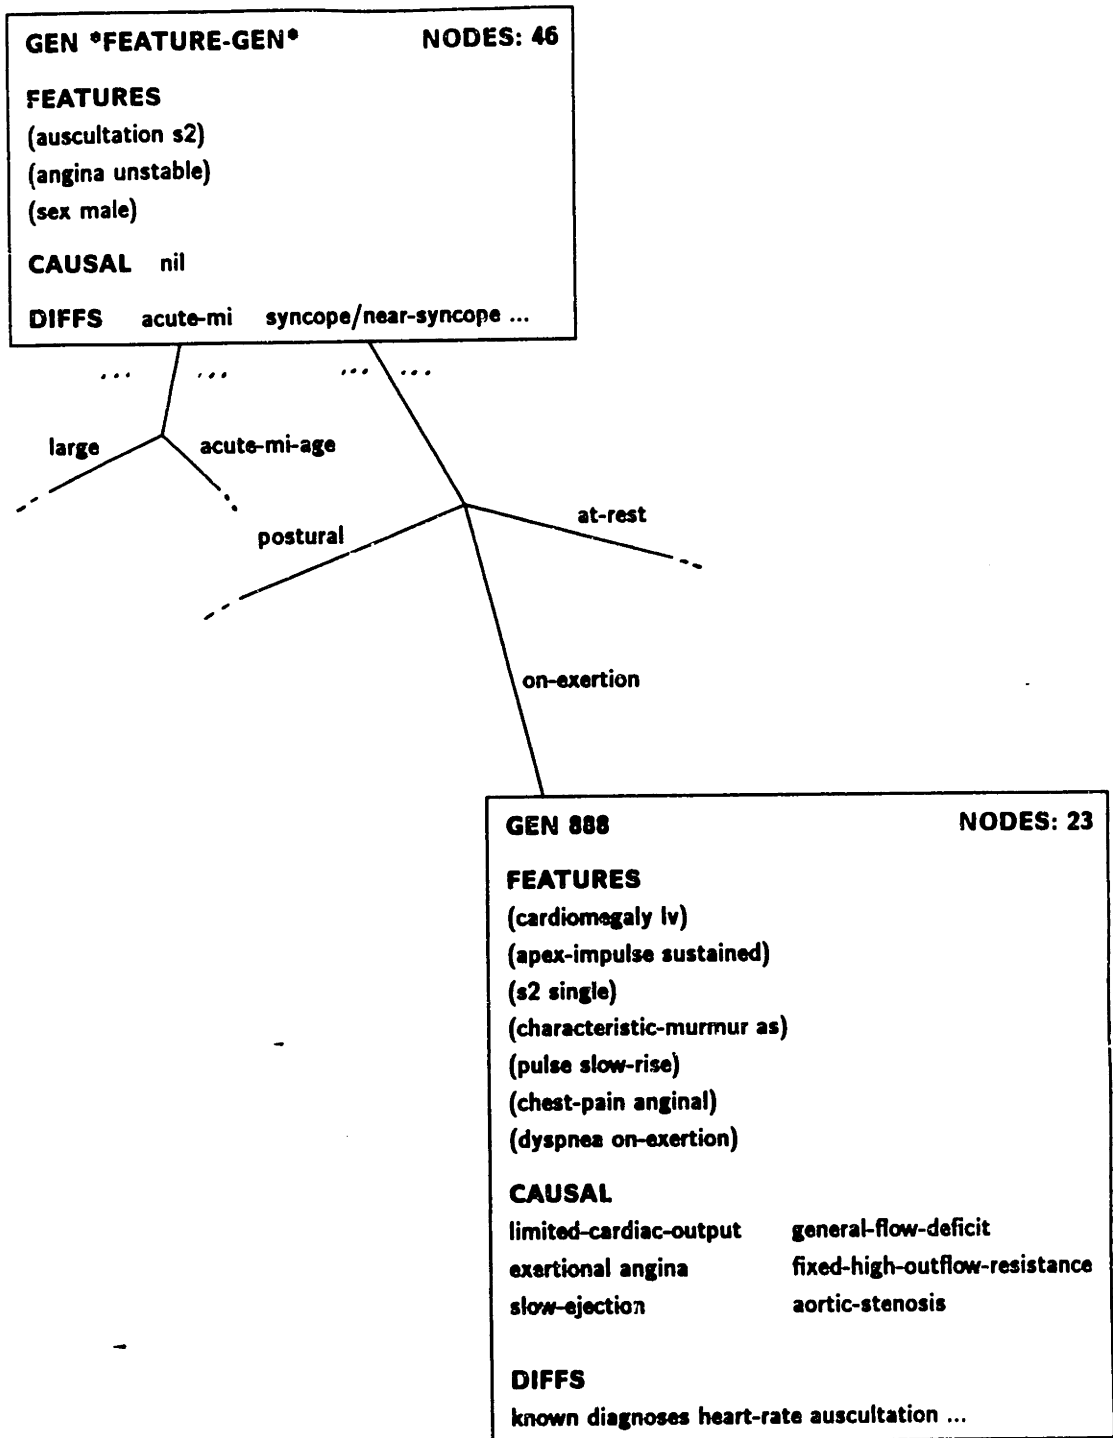 GEN *FEATURE-GEN* NODES: 46
FEATURES
(auscultation s2)
(angina unstable)
(sex male)
CAUSAL nil
DIFFS acute-mi syncope/near-syncope ...
... ... ... ...
large acute-mi-age
postural at-rest
on-exertion
GEN 888 NODES: 23
FEATURES
(cardiomegaly lv)
(apex-impulse sustained)
(s2 single)
(characteristic-murmur as)
(pulse slow-rise)
(chest-pain anginal)
(dyspnea on-exertion)
CAUSAL
limited-cardiac-output general-flow-deficit
exertional angina fixed-high-outflow-resistance
slow-ejection aortic-stenosis
DIFFS
known diagnoses heart-rate auscultation ...